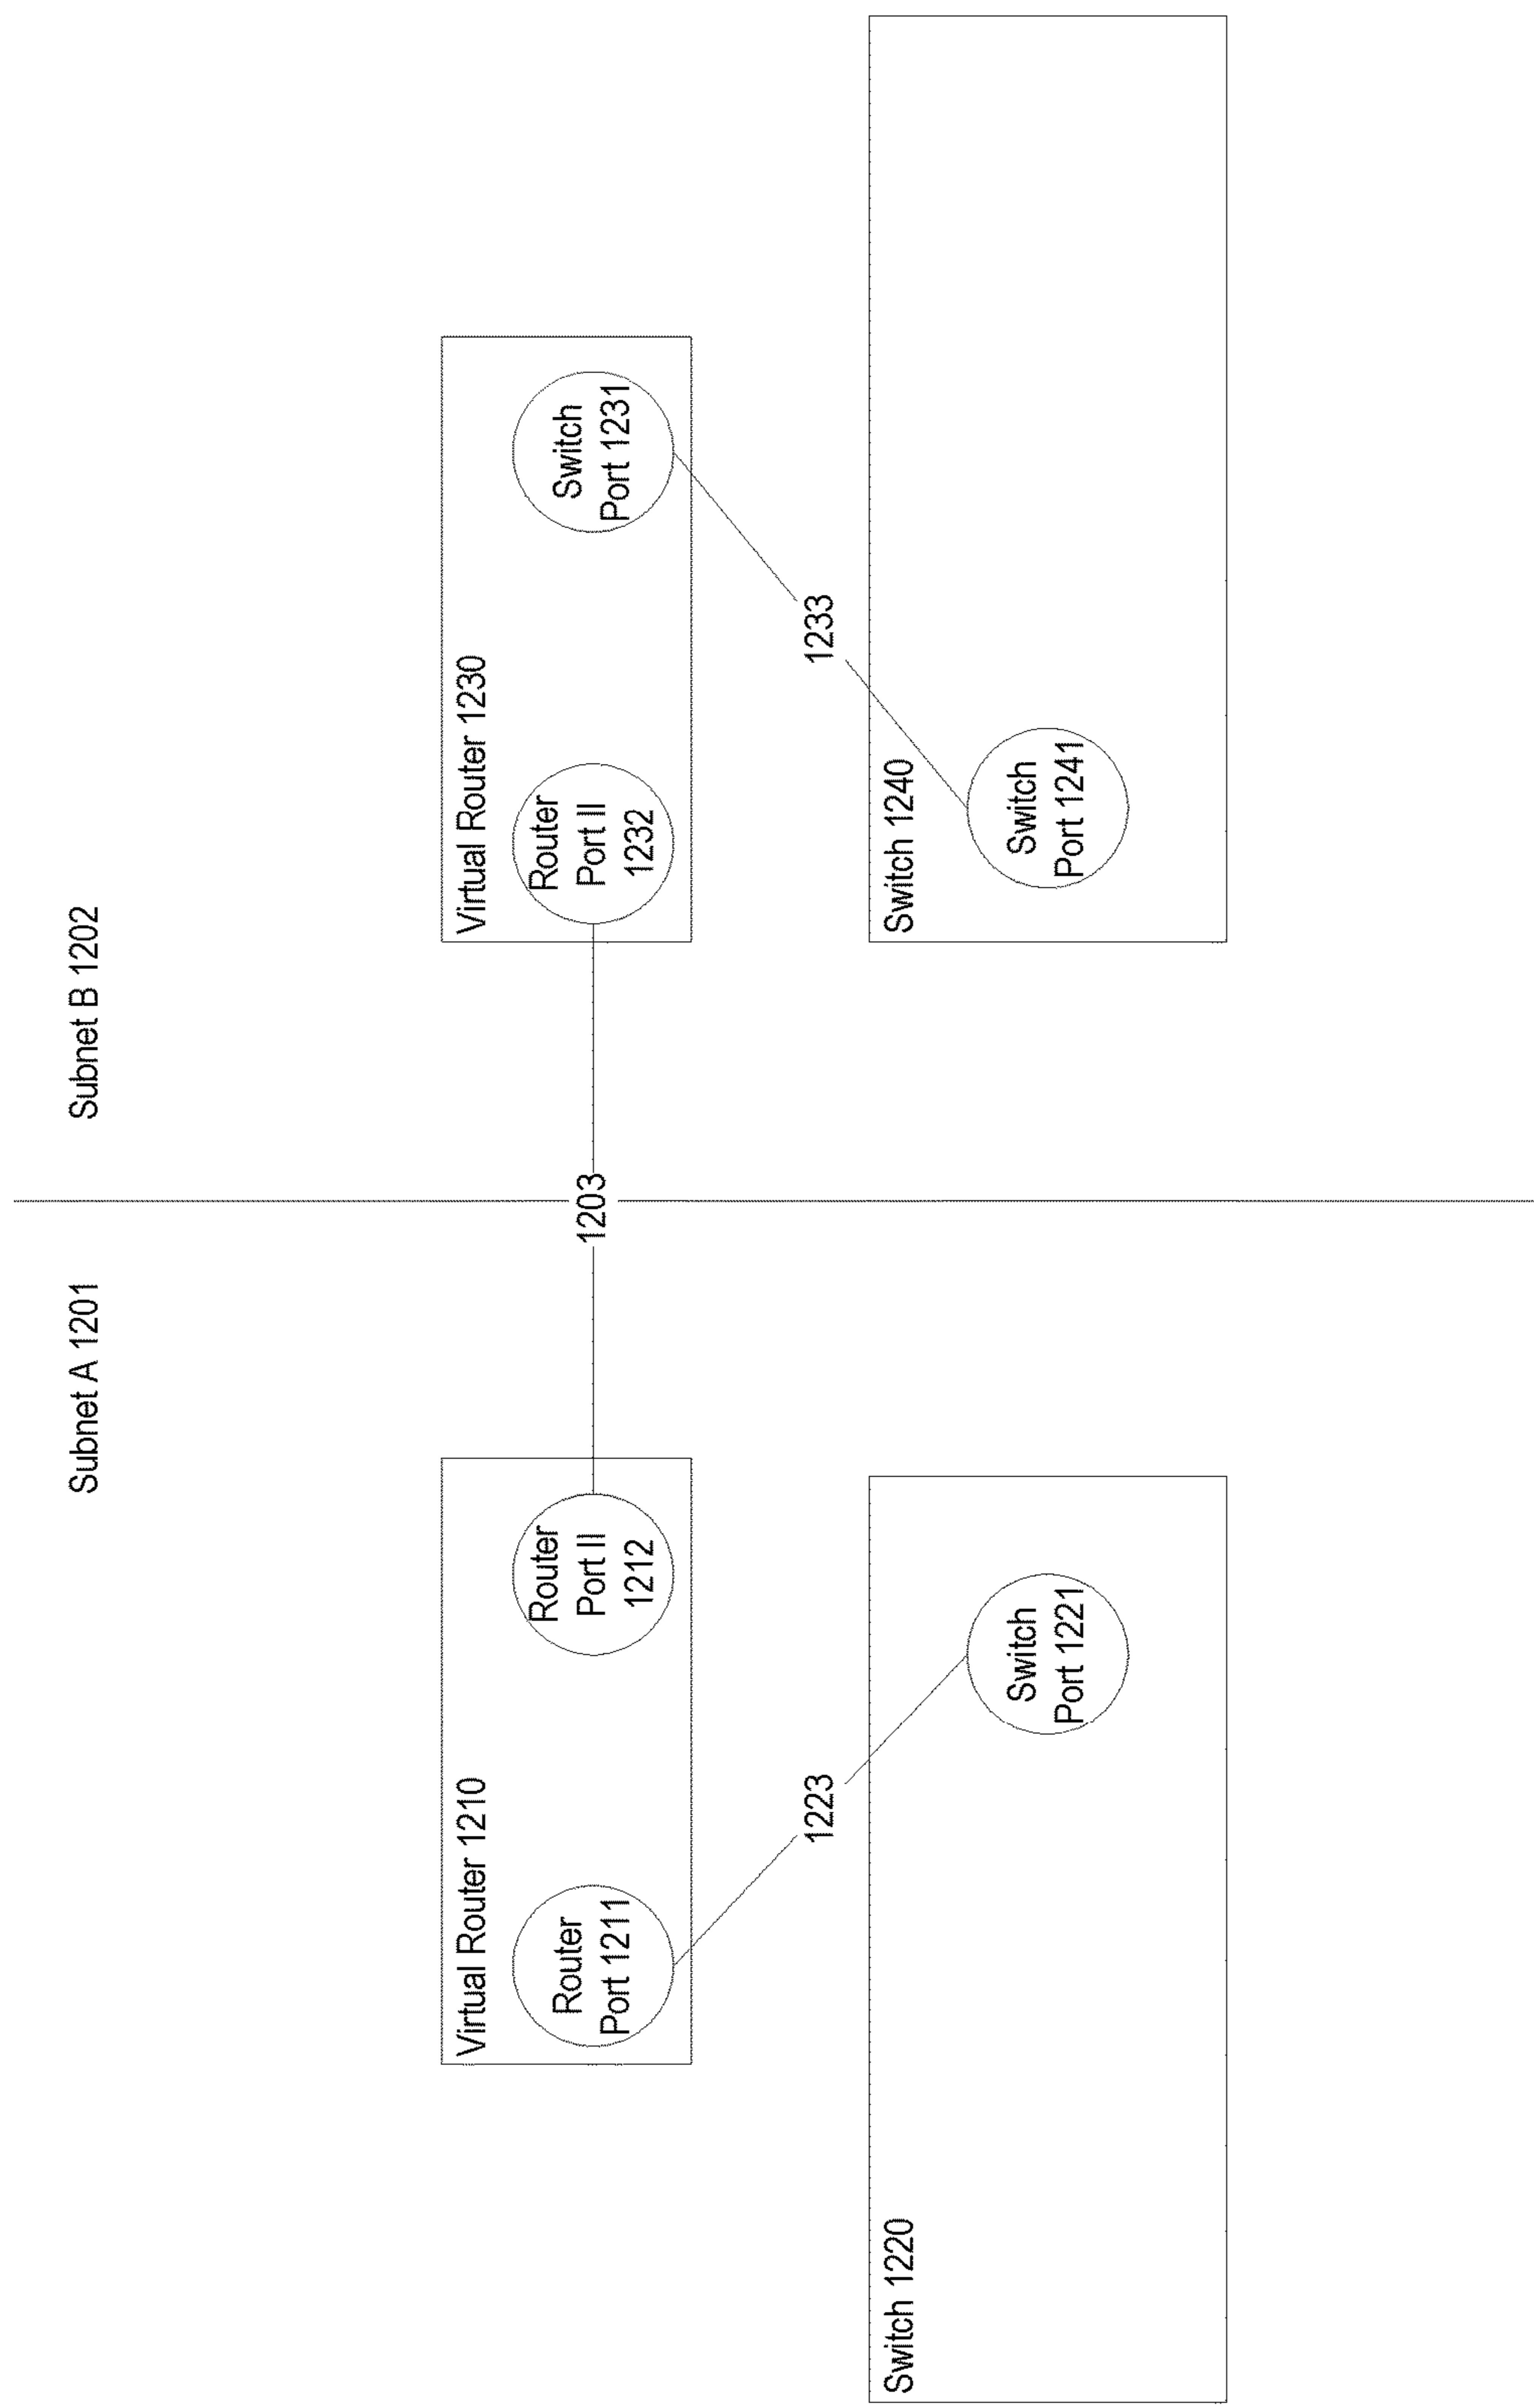 Subnet A 1201
Subnet B 1202
Virtual Router 1210
Router
Port 1211
Router
Port II
1212
1203
Virtual Router 1230
Router
Port II
1232
Switch
Port 1231
1223
1233
Switch 1220
Switch
Port 1221
Switch 1240
Switch
Port 1241